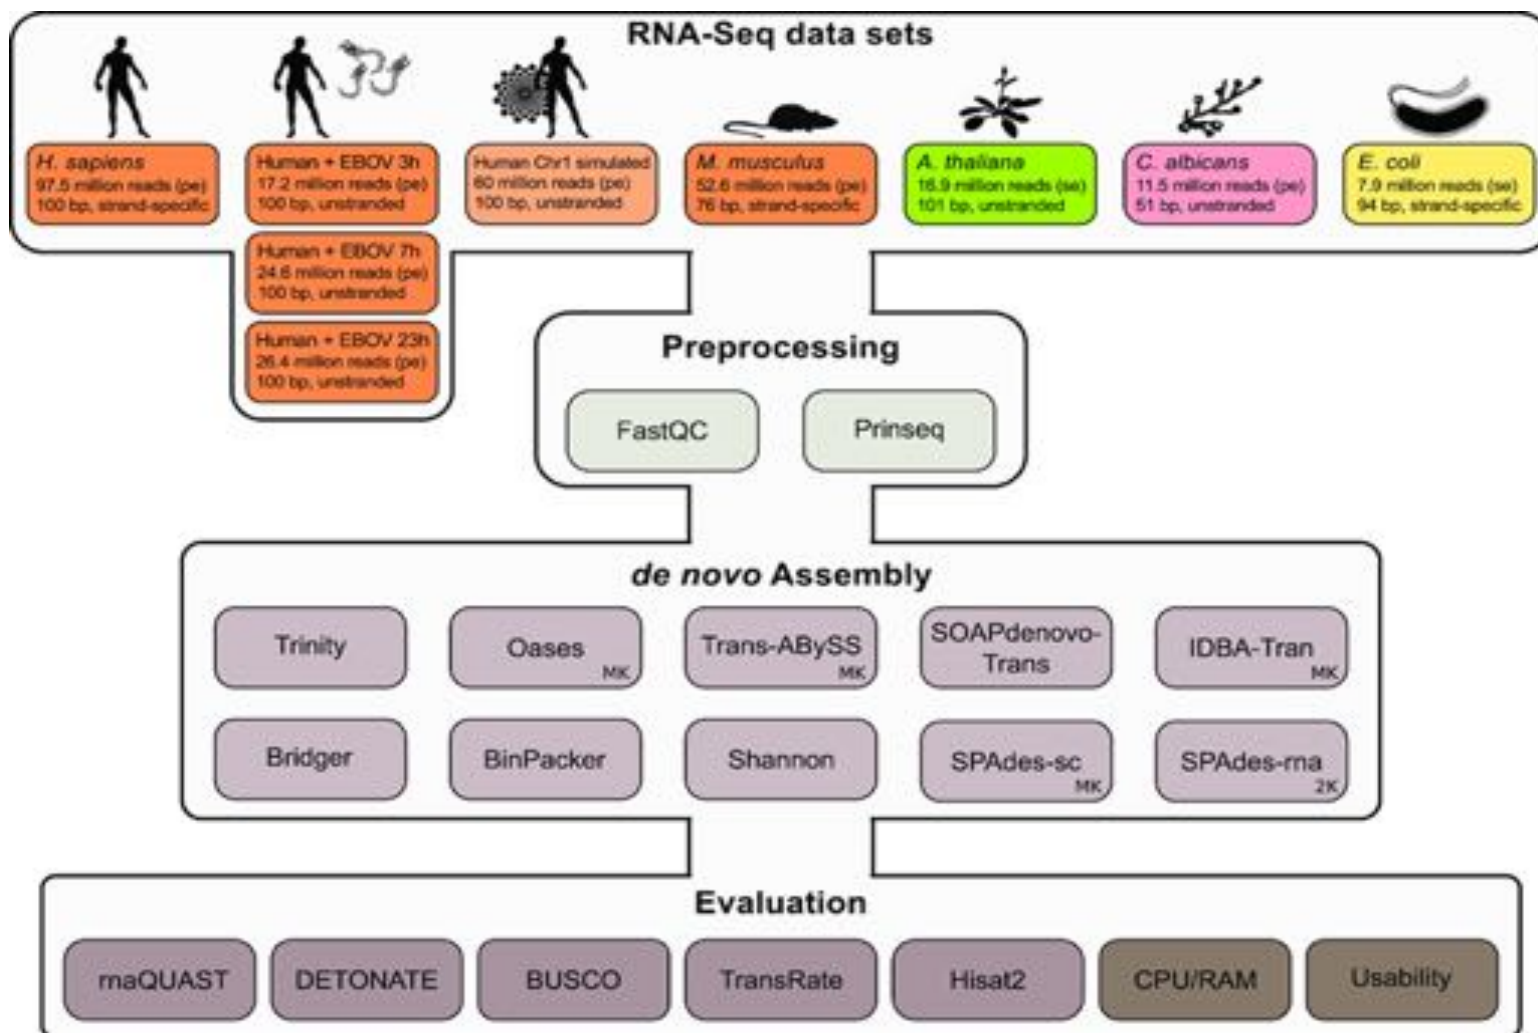 RNA-Seq data sets
H. sapiens
97.5 million reads (pe)
100 bp, strand-specific
Human + EBOV 3h
17.2 million reads (pe)
100 bp, unstranded
Human + EBOV 7h
24.6 million reads (pe)
100 bp, unstranded
Human + EBOV 23h
26.4 million reads (pe)
100 bp, unstranded
Human Chr1 simulated
60 million reads (pe)
100 bp, unstranded
M. musculus
52.6 million reads (pe)
76 bp, strand-specific
A. thaliana
16.9 million reads (se)
101 bp, unstranded
C. albicans
11.5 million reads (pe)
51 bp, unstranded
E. coli
7.9 million reads (se)
94 bp, strand-specific
Preprocessing
FastQC
Prinseq
de novo Assembly
Trinity
Oases
MK
Trans-ABySS
MK
SOAPdenovo-
Trans
IDBA-Tran
MK
Bridger
BinPacker
Shannon
SPAdes-sc
MK
SPAdes-rna
2K
Evaluation
rnaQUAST
DETONATE
BUSCO
TransRate
Hisat2
CPU/RAM
Usability